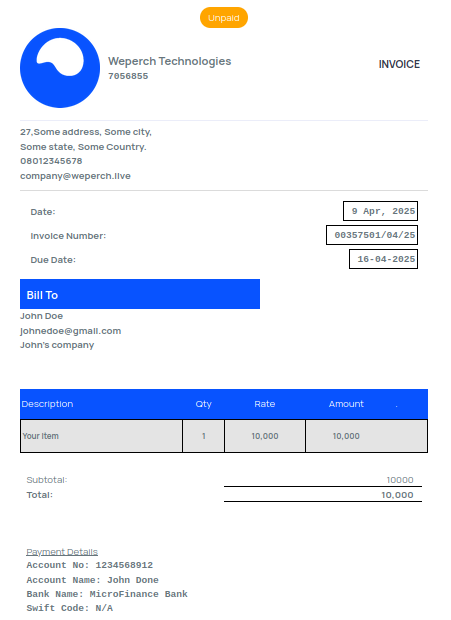 Unpaid
Weperch Technologies
7056855
INVOICE
27,Some address, Some city,
Some state, Some Country.
08012345678
company@weperch.live
Date: 9 Apr, 2025
Invoice Number: 00357501/04/25
Due Date: 16-04-2025
Bill To
John Doe
johnedoe@gmail.com
John's company
Description Qty Rate Amount .
Your item 1 10,000 10,000
Subtotal: 10000
Total: 10,000
Payment Details
Account No: 1234568912
Account Name: John Done
Bank Name: MicroFinance Bank
Swift Code: N/A